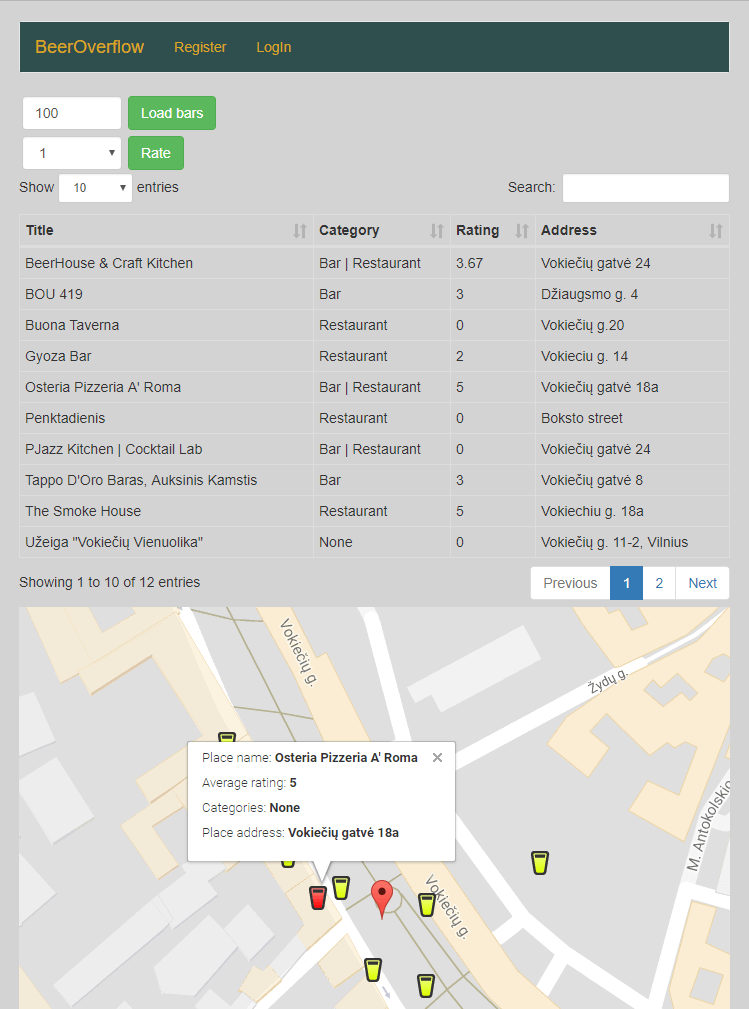 BeerOverflow Register LogIn
100 Load bars
1 Rate
Show 10 entries Search:
Title Category Rating Address
BeerHouse & Craft Kitchen Bar | Restaurant 3.67 Vokiečių gatvė 24
BOU 419 Bar 3 Džiaugsmo g. 4
Buona Taverna Restaurant 0 Vokiečių g.20
Gyoza Bar Restaurant 2 Vokieciu g. 14
Osteria Pizzeria A' Roma Bar | Restaurant 5 Vokiečių gatvė 18a
Penktadienis Restaurant 0 Boksto street
PJazz Kitchen | Cocktail Lab Bar | Restaurant 0 Vokiečių gatvė 24
Tappo D'Oro Baras, Auksinis Kamstis Bar 3 Vokiečių gatvė 8
The Smoke House Restaurant 5 Vokiechiu g. 18a
Užeiga "Vokiečių Vienuolika" None 0 Vokiečių g. 11-2, Vilnius
Showing 1 to 10 of 12 entries Previous 1 2 Next
Vokiečių g.
Žydų g.
Place name: Osteria Pizzeria A' Roma
Average rating: 5
Categories: None
Place address: Vokiečių gatvė 18a
M. Antokolskio
Vokiečių g.